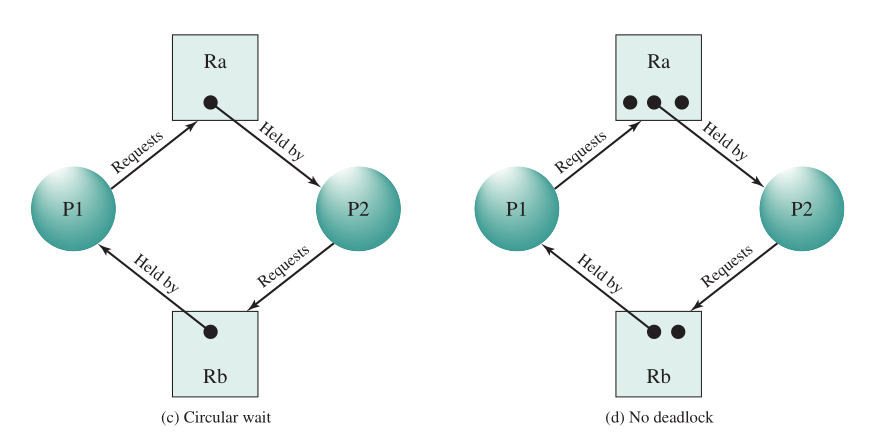 Ra
Requests
Held by
P1
P2
Held by
Requests
Rb
(c) Circular wait
Ra
Requests
Held by
P1
P2
Held by
Requests
Rb
(d) No deadlock